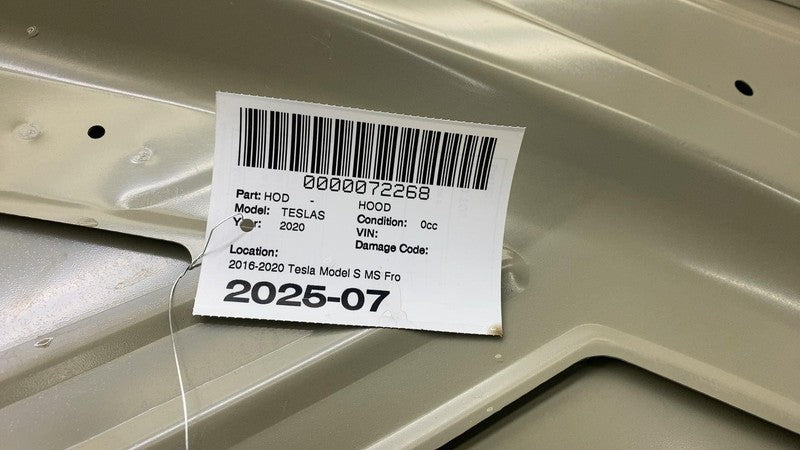 0000072268
Part: HOD - HOOD
Model: TESLAS Condition: 0cc
Year: 2020 VIN:
Damage Code:
Location:
2016-2020 Tesla Model S MS Fro
2025-07